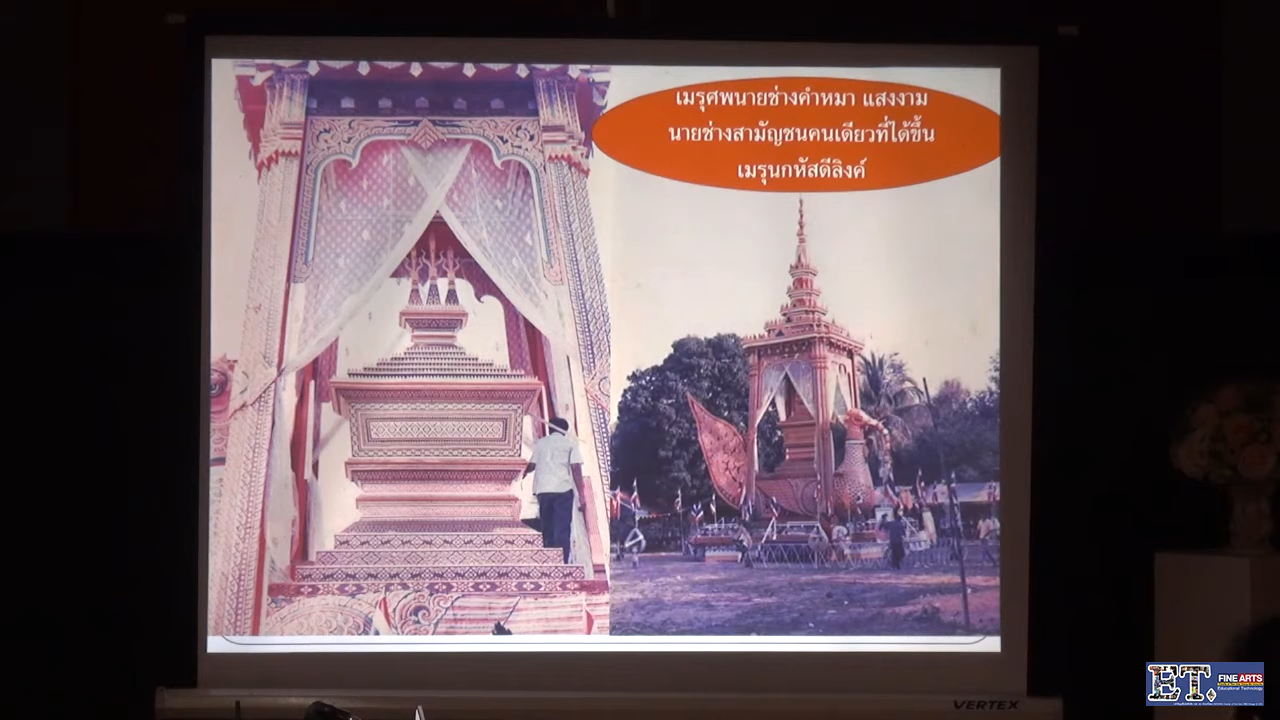 เมรุศพนายช่างคำหมา แสงงาม
นายช่างสามัญชนคนเดียวที่ได้ขึ้น
เมรุนกหัสดีลิงค์
VERTEX
ET.
FINE ARTS
Educational Technology